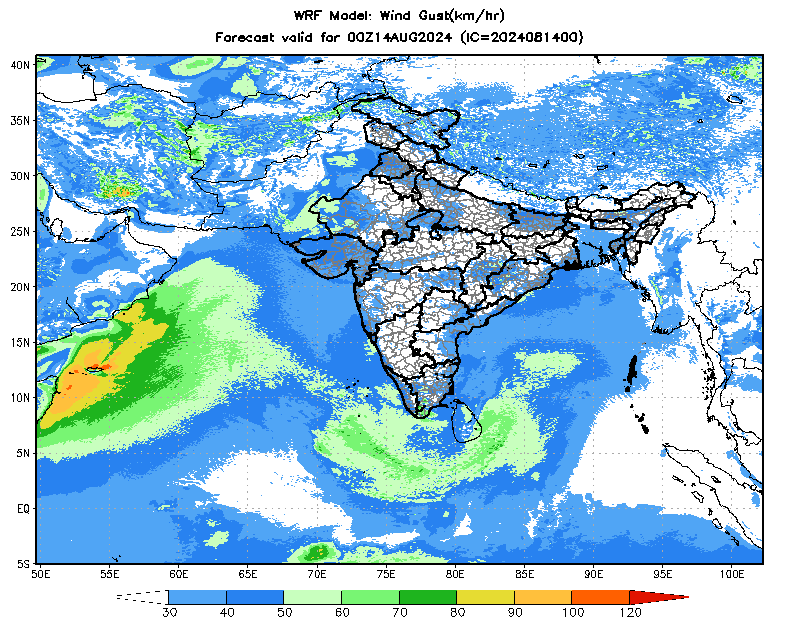 WRF Model: Wind Gust(km/hr)
Forecast valid for 00Z14AUG2024 (IC=2024081400)
40N
35N
30N
25N
20N
15N
10N
5N
EQ
5S
50E 55E 60E 65E 70E 75E 80E 85E 90E 95E 100E
30 40 50 60 70 80 90 100 120